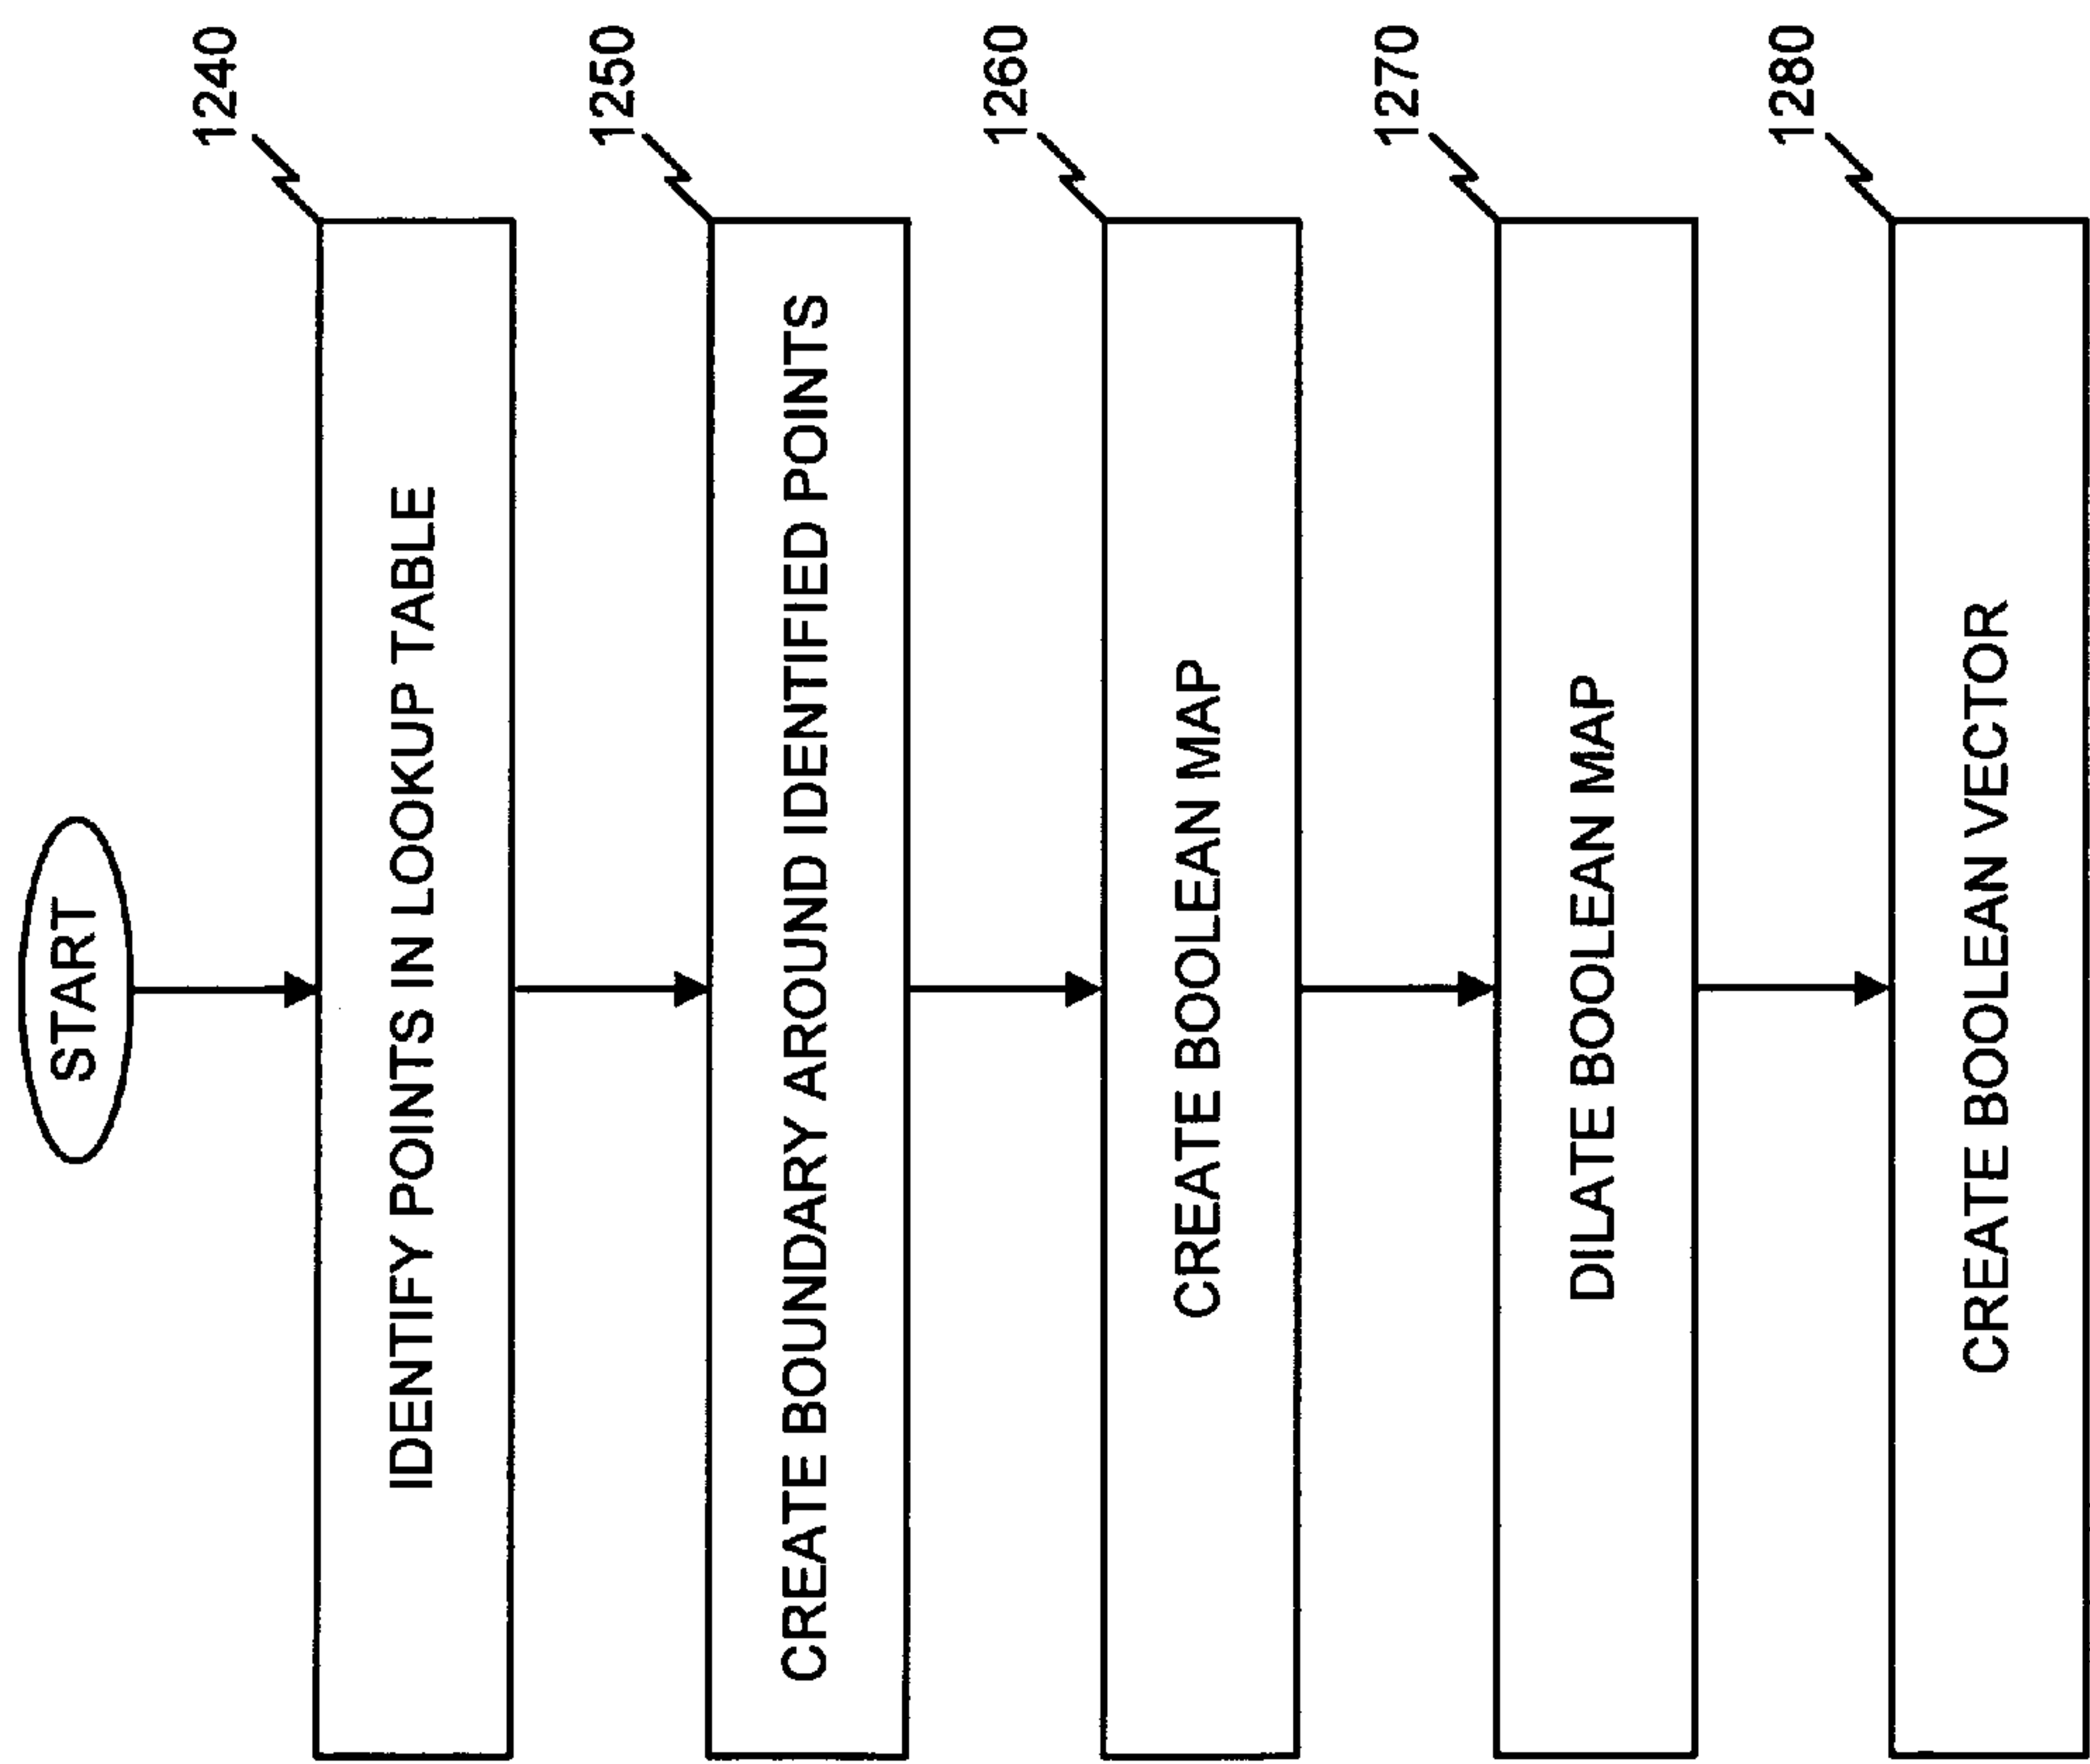 START
1240
IDENTIFY POINTS IN LOOKUP TABLE
1250
CREATE BOUNDARY AROUND IDENTIFIED POINTS
1260
CREATE BOOLEAN MAP
1270
DILATE BOOLEAN MAP
1280
CREATE BOOLEAN VECTOR